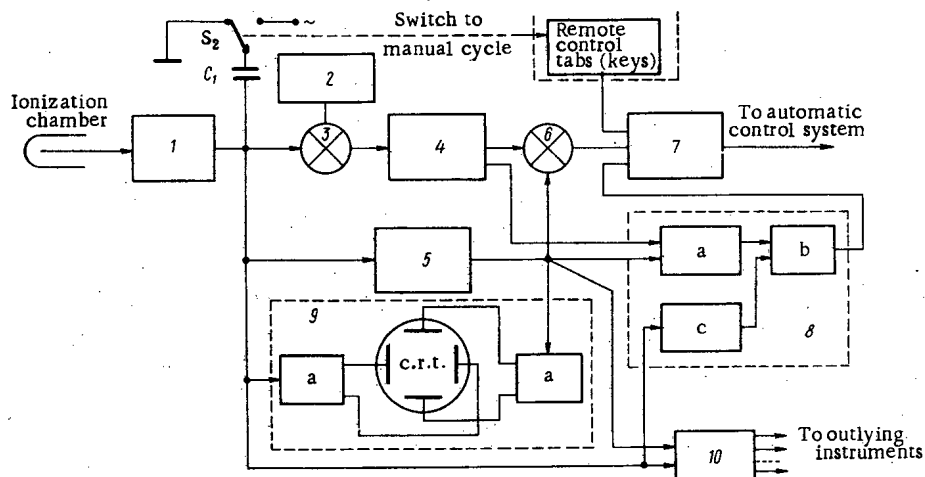 S2
Switch to
manual cycle
Remote
control
tabs (keys)
C1
2
Ionization
chamber
1
3
4
6
7
To automatic
control system
5
a
b
c
8
9
a
c.r.t.
a
10
To outlying
instruments